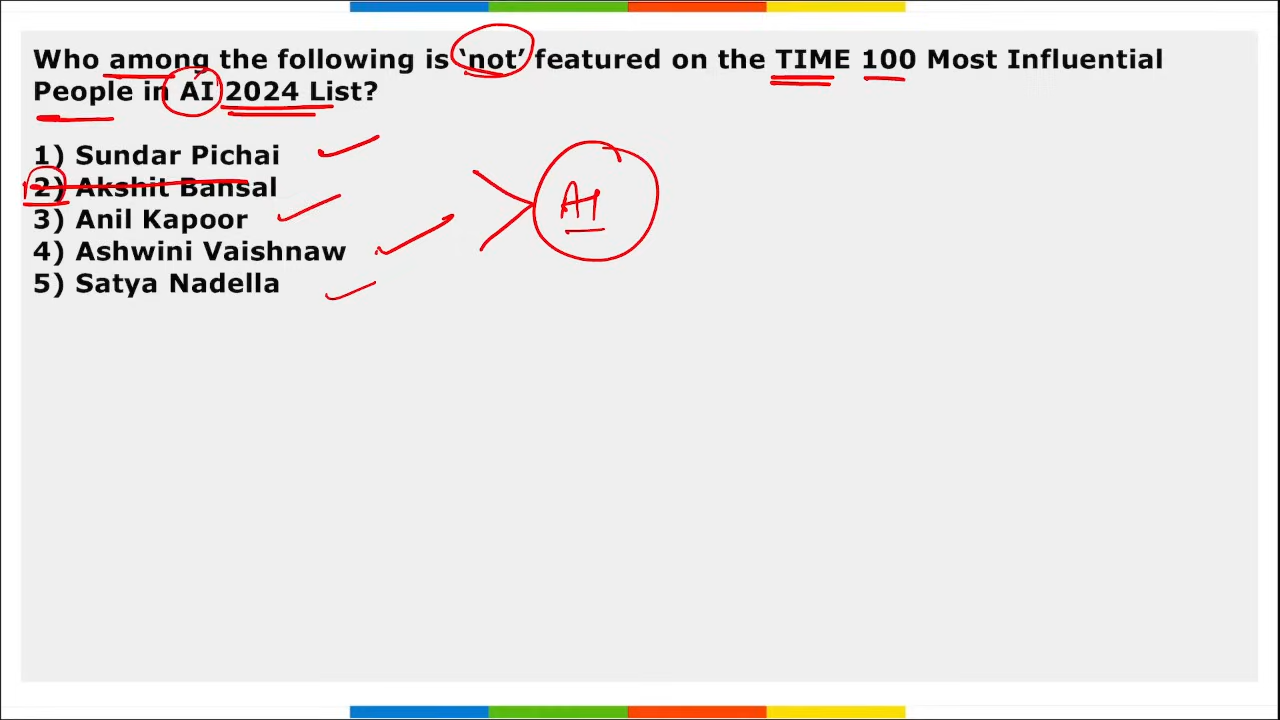 Who among the following is ‘not’ featured on the TIME 100 Most Influential
People in AI 2024 List?
1) Sundar Pichai
2) Akshit Bansal
3) Anil Kapoor
4) Ashwini Vaishnaw
5) Satya Nadella
AI